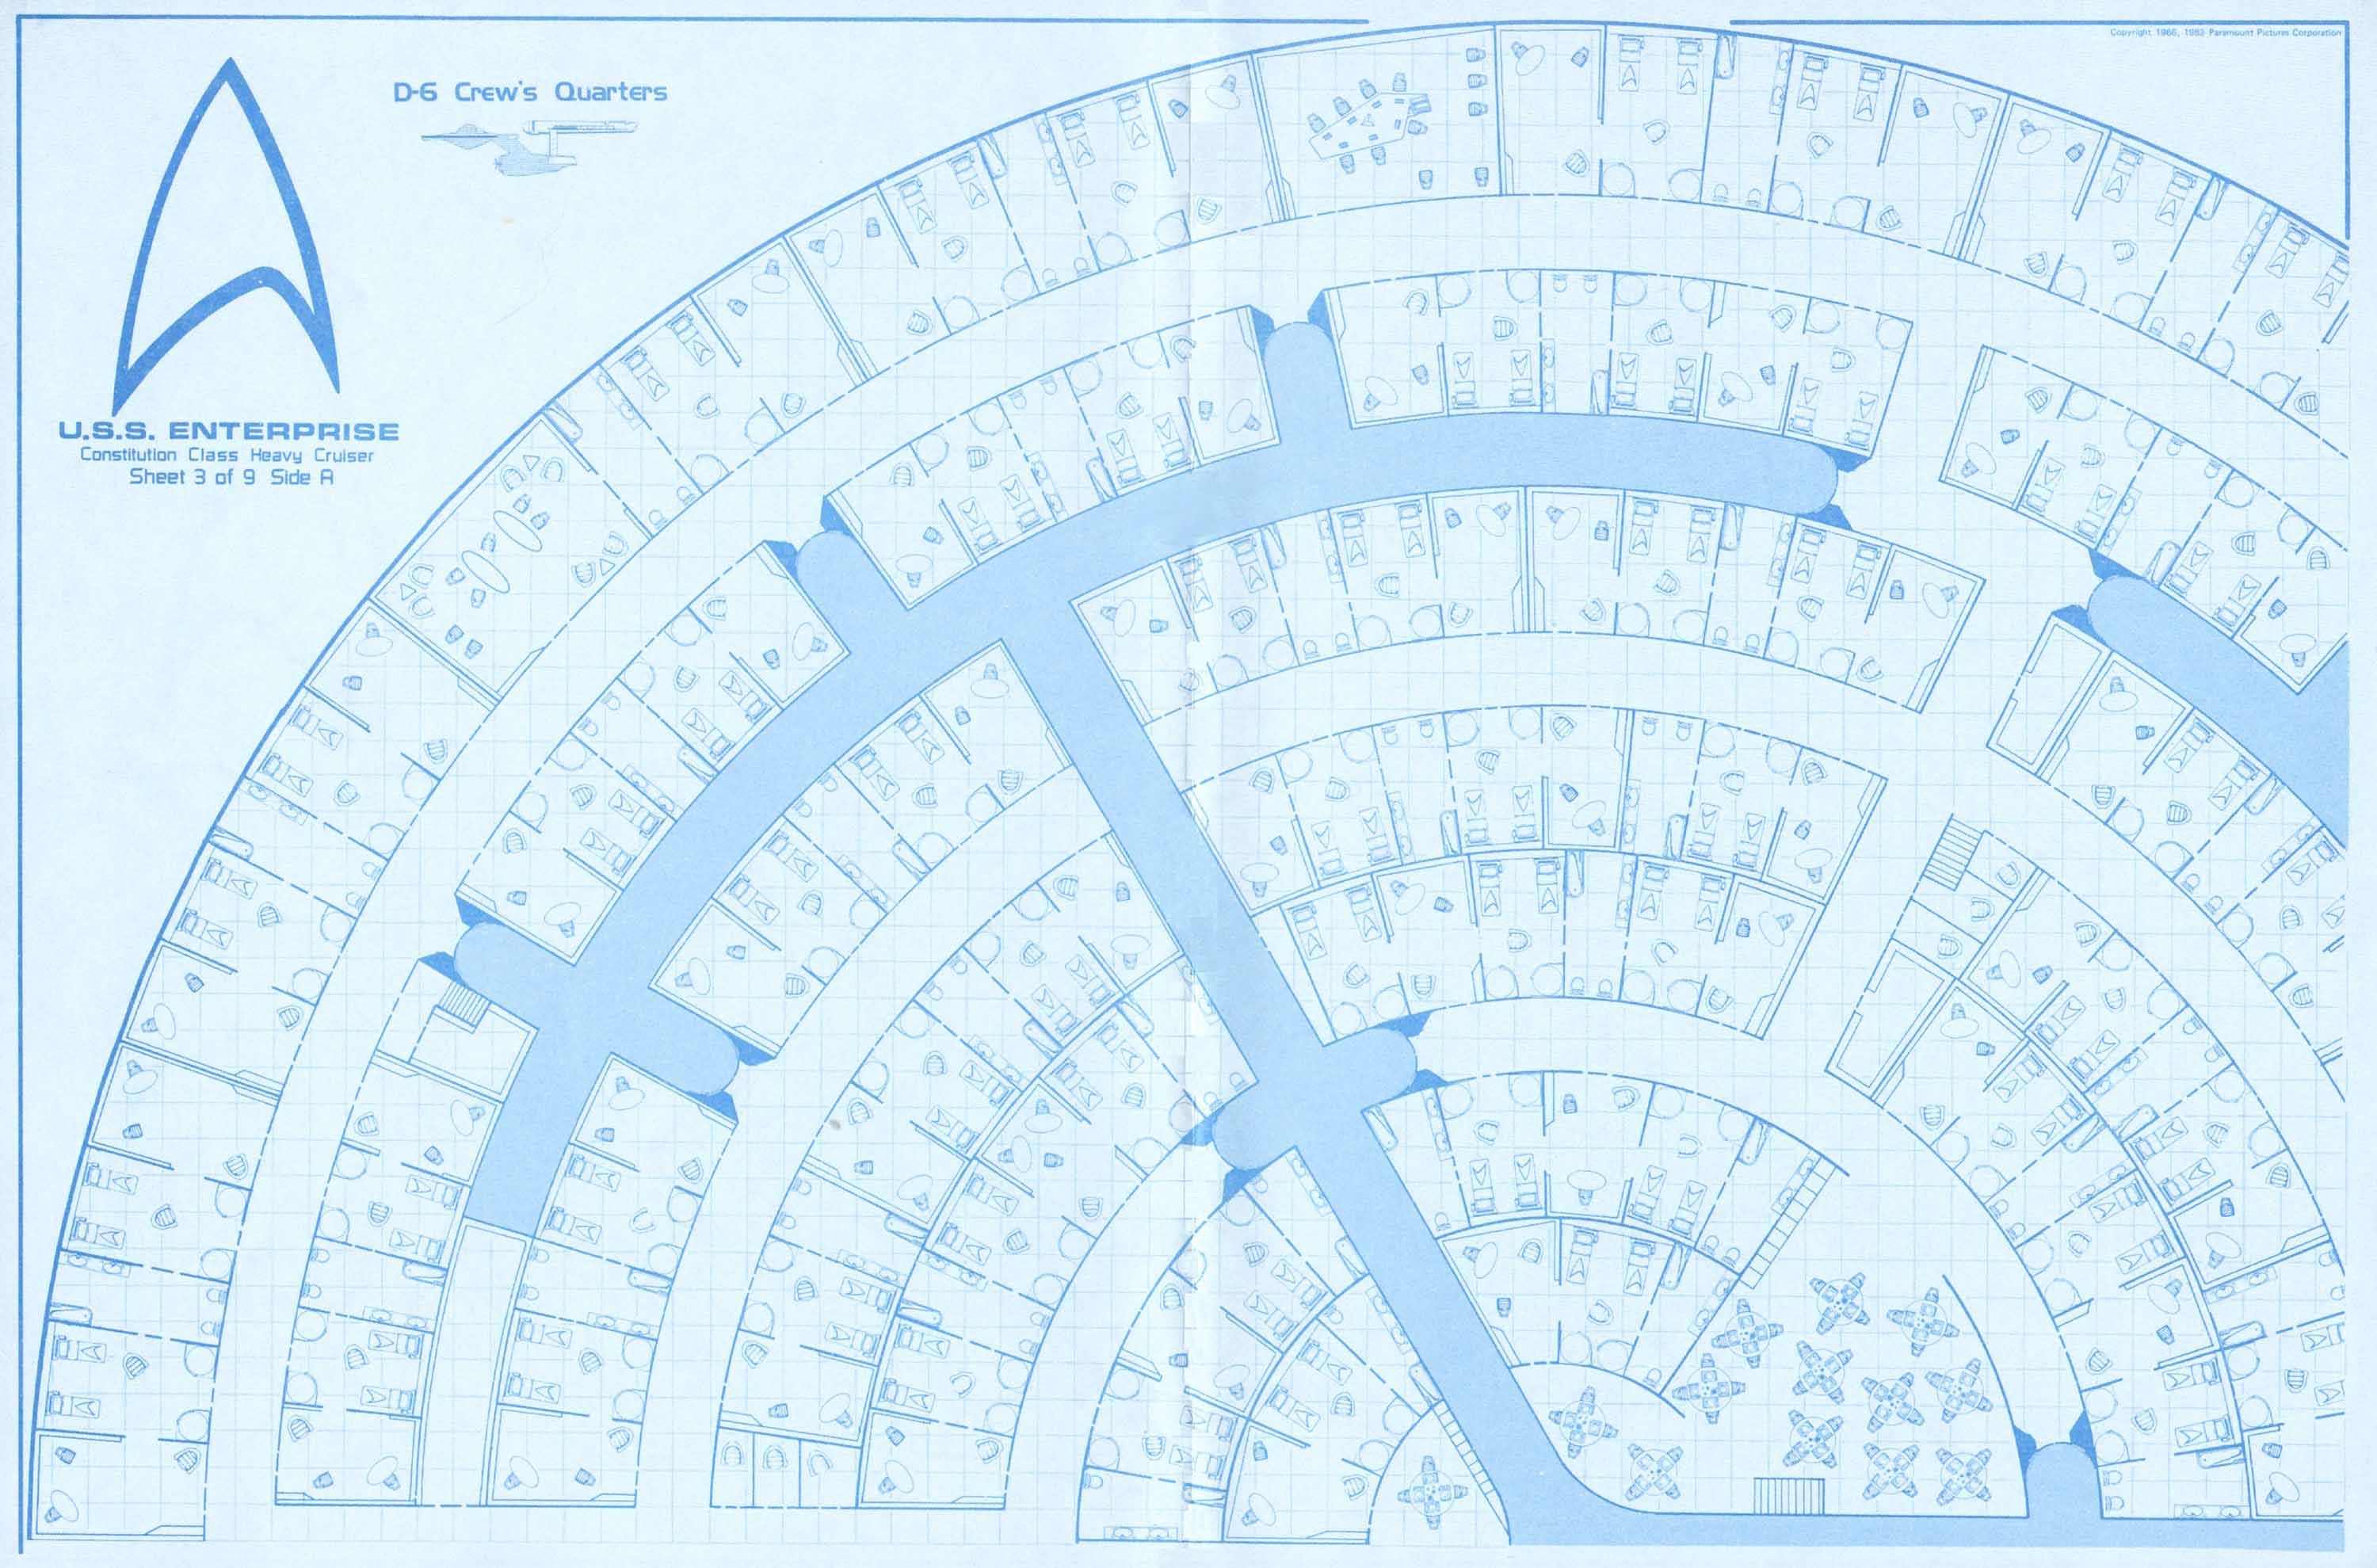 Copyright 1966, 1983 Paramount Pictures Corporation
D-6 Crew's Quarters
U.S.S. ENTERPRISE
Constitution Class Heavy Cruiser
Sheet 3 of 9 Side A